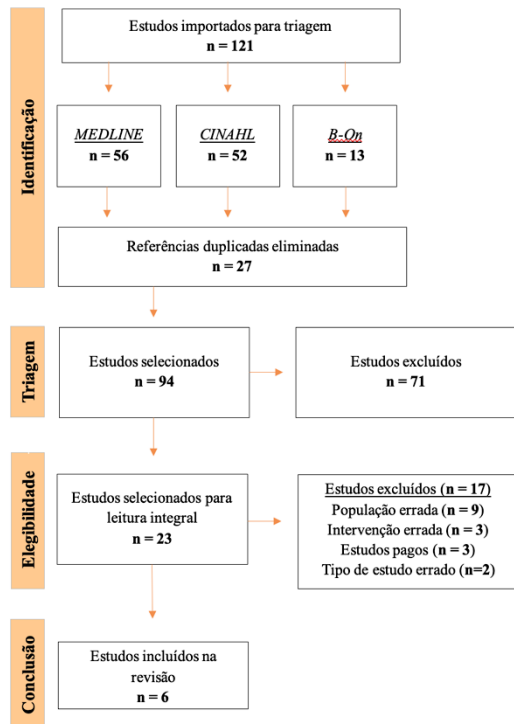 Estudos importados para triagem
n = 121
Identificação
MEDLINE
n = 56
CINAHL
n = 52
B-On
n = 13
Referências duplicadas eliminadas
n = 27
Triagem
Estudos selecionados
n = 94
Estudos excluídos
n = 71
Elegibilidade
Estudos selecionados para
leitura integral
n = 23
Estudos excluídos (n = 17)
População errada (n = 9)
Intervenção errada (n = 3)
Estudos pagos (n = 3)
Tipo de estudo errado (n=2)
Conclusão
Estudos incluídos na
revisão
n = 6